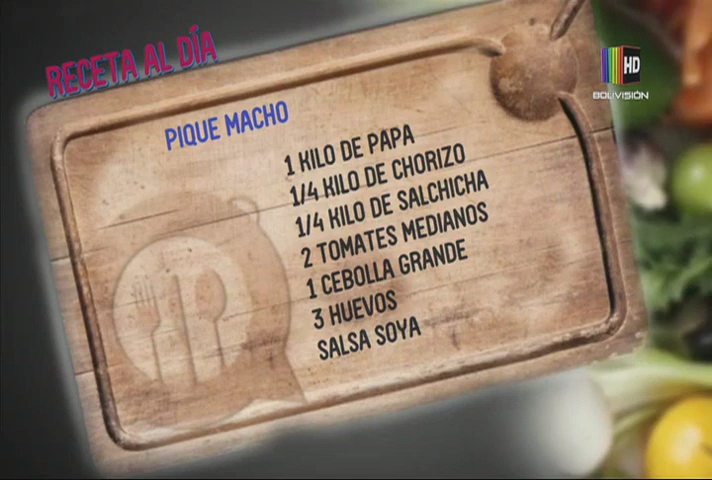 RECETA AL DÍA
HD
BOLIVISIÓN
PIQUE MACHO
1 KILO DE PAPA
1/4 KILO DE CHORIZO
1/4 KILO DE SALCHICHA
2 TOMATES MEDIANOS
1 CEBOLLA GRANDE
3 HUEVOS
SALSA SOYA